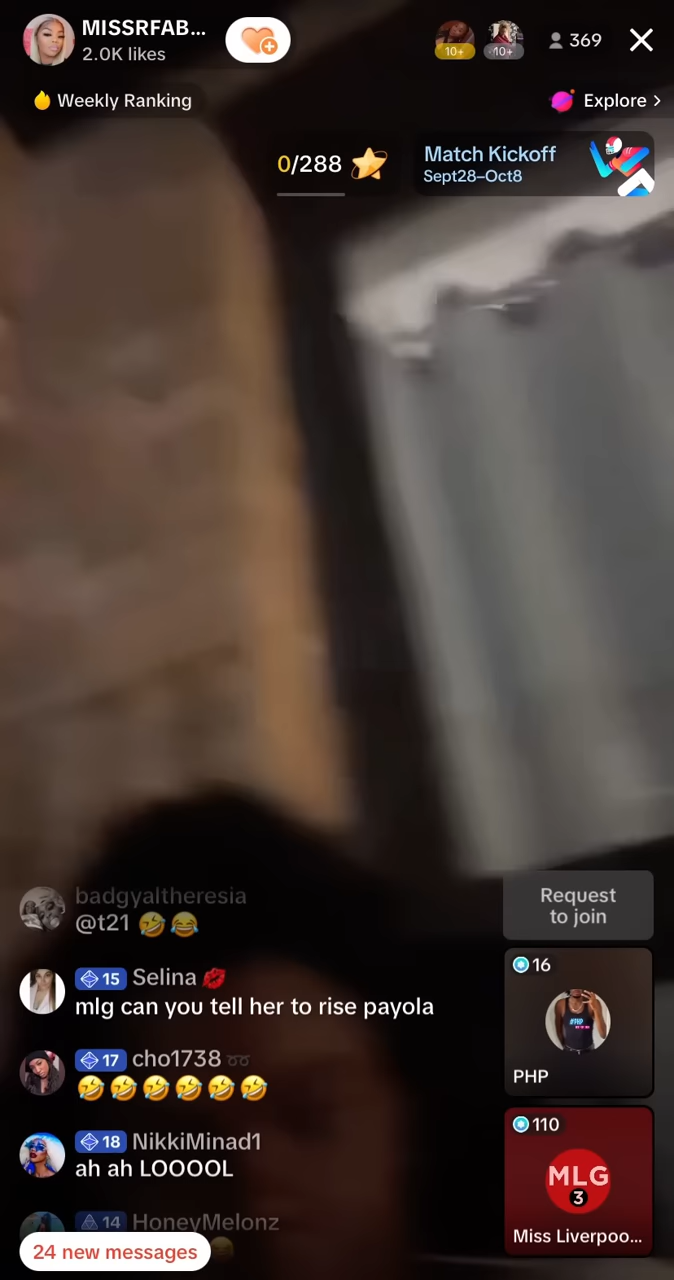 MISSRFAB...
2.0K likes
10+
10+
369
Weekly Ranking
Explore >
0/288
Match Kickoff
Sept28–Oct8
badgyaltheresia
@t21 🤣😂
Request
to join
15 Selina 💋
mlg can you tell her to rise payola
16
PHP
17 cho1738 ➿
🤣🤣🤣🤣🤣🤣
18 NikkiMinad1
ah ah LOOOOL
110
MLG
3
Miss Liverpoo...
14 HoneyMelonz
24 new messages